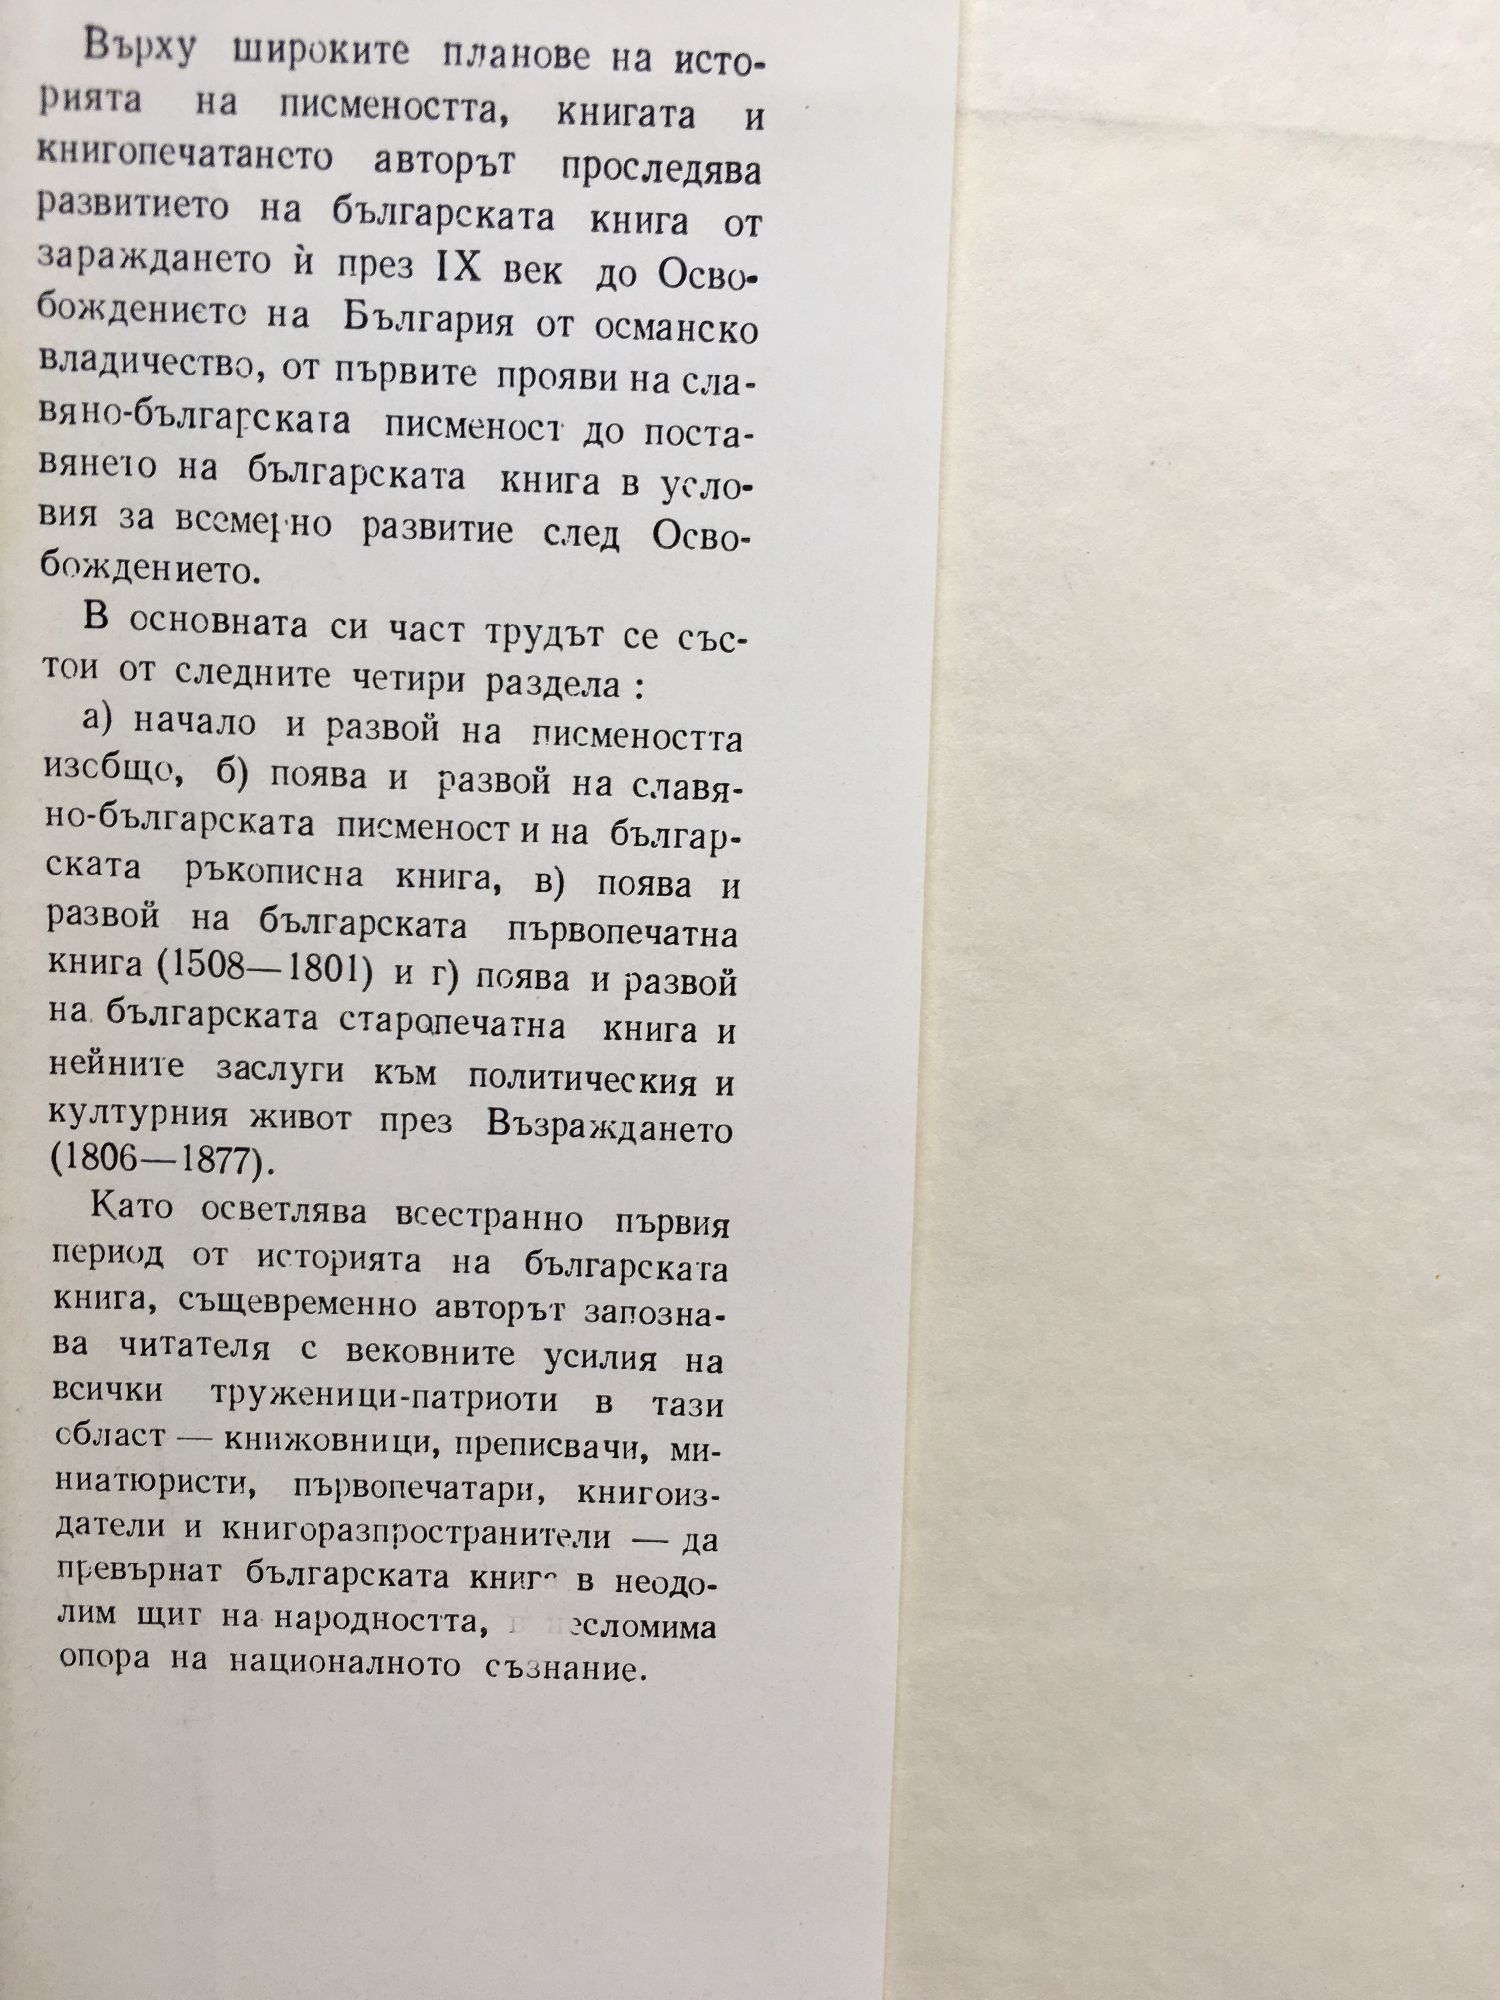 Върху широките планове на исто-
рията на писмеността, книгата и
книгопечатането авторът проследява
развитието на българската книга от
зараждането ѝ през IX век до Осво-
бождението на България от османско
владичество, от първите прояви на сла-
вяно-българската писменост до поста-
вянето на българската книга в усло-
вия за всемерно развитие след Осво-
бождението.
В основната си част трудът се със-
тои от следните четири раздела :
а) начало и развой на писмеността
изобщо, б) поява и развой на славя-
но-българската писменост и на българ-
ската ръкописна книга, в) поява и
развой на българската първопечатна
книга (1508—1801) и г) поява и развой
на българската старопечатна книга и
нейните заслуги към политическия и
културния живот през Възраждането
(1806—1877).
Като осветлява всестранно първия
период от историята на българската
книга, същевременно авторът запозна-
ва читателя с вековните усилия на
всички труженици-патриоти в тази
област — книжовници, преписвачи, ми-
ниатюристи, първопечатари, книгоиз-
датели и книгоразпространители — да
превърнат българската книга в неодо-
лим щит на народността, в несломима
опора на националното съзнание.